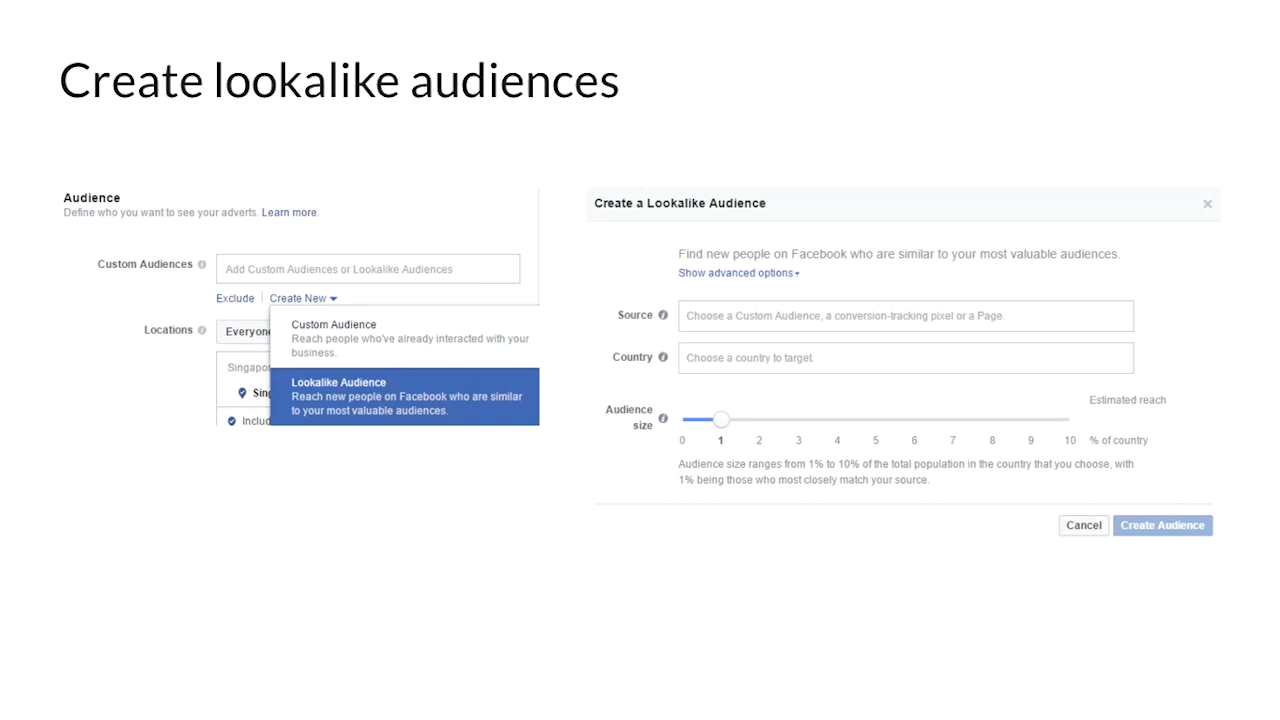 Create lookalike audiences
Audience
Define who you want to see your adverts. Learn more.
Custom Audiences
Add Custom Audiences or Lookalike Audiences
Exclude
Create New
Custom Audience
Reach people who've already interacted with your
business.
Lookalike Audience
Reach new people on Facebook who are similar
to your most valuable audiences.
Locations
Everyone
Singapo
Sing
Includ
Create a Lookalike Audience
×
Find new people on Facebook who are similar to your most valuable audiences.
Show advanced options
Source
Choose a Custom Audience, a conversion-tracking pixel or a Page.
Country
Choose a country to target.
Audience
size
Estimated reach
0 1 2 3 4 5 6 7 8 9 10 % of country
Audience size ranges from 1% to 10% of the total population in the country that you choose, with
1% being those who most closely match your source.
Cancel
Create Audience